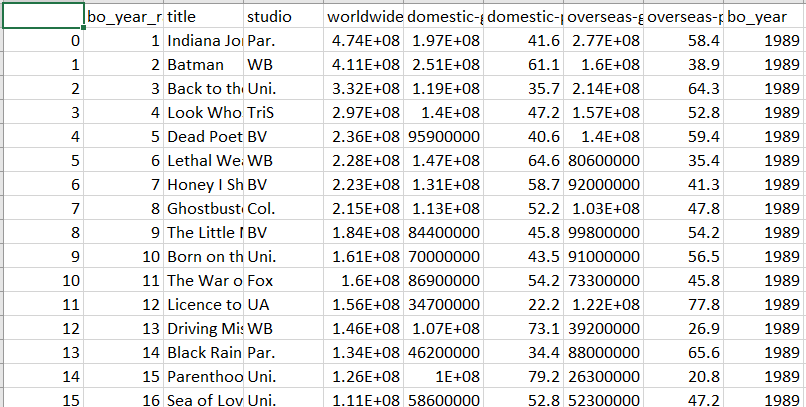 bo_year_r title studio worldwide domestic-g domestic-p overseas-g overseas-p bo_year
0 1 Indiana Jo Par. 4.74E+08 1.97E+08 41.6 2.77E+08 58.4 1989
1 2 Batman WB 4.11E+08 2.51E+08 61.1 1.6E+08 38.9 1989
2 3 Back to the Uni. 3.32E+08 1.19E+08 35.7 2.14E+08 64.3 1989
3 4 Look Who TriS 2.97E+08 1.4E+08 47.2 1.57E+08 52.8 1989
4 5 Dead Poet BV 2.36E+08 95900000 40.6 1.4E+08 59.4 1989
5 6 Lethal Wea WB 2.28E+08 1.47E+08 64.6 80600000 35.4 1989
6 7 Honey I Sh BV 2.23E+08 1.31E+08 58.7 92000000 41.3 1989
7 8 Ghostbust Col. 2.15E+08 1.13E+08 52.2 1.03E+08 47.8 1989
8 9 The Little M BV 1.84E+08 84400000 45.8 99800000 54.2 1989
9 10 Born on th Uni. 1.61E+08 70000000 43.5 91000000 56.5 1989
10 11 The War o Fox 1.6E+08 86900000 54.2 73300000 45.8 1989
11 12 Licence to UA 1.56E+08 34700000 22.2 1.22E+08 77.8 1989
12 13 Driving Mis WB 1.46E+08 1.07E+08 73.1 39200000 26.9 1989
13 14 Black Rain Par. 1.34E+08 46200000 34.4 88000000 65.6 1989
14 15 Parenthoo Uni. 1.26E+08 1E+08 79.2 26300000 20.8 1989
15 16 Sea of Lov Uni. 1.11E+08 58600000 52.8 52300000 47.2 1989